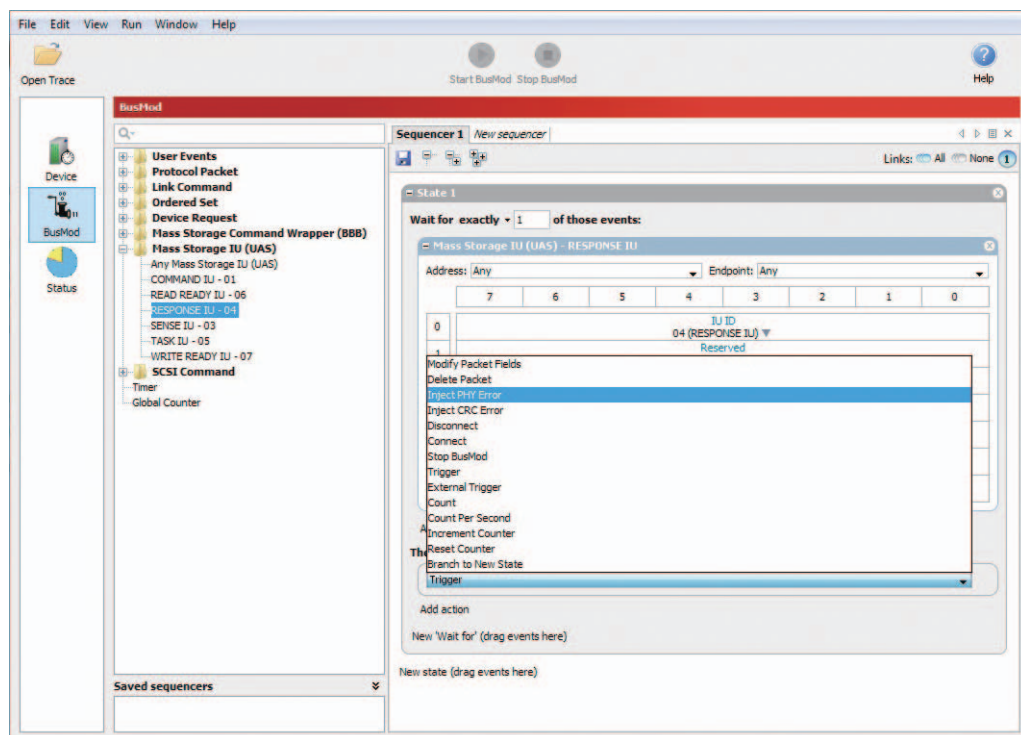 File Edit View Run Window Help
Open Trace
Start BusMod Stop BusMod
Help
BusMod
Device
BusMod
Status
User Events
Protocol Packet
Link Command
Ordered Set
Device Request
Mass Storage Command Wrapper (BBB)
Mass Storage IU (UAS)
Any Mass Storage IU (UAS)
COMMAND IU - 01
READ READY IU - 06
RESPONSE IU - 04
SENSE IU - 03
TASK IU - 05
WRITE READY IU - 07
SCSI Command
Timer
Global Counter
Saved sequencers
Sequencer 1 New sequencer
Links: All None 1
State 1
Wait for exactly 1 of those events:
Mass Storage IU (UAS) - RESPONSE IU
Address: Any Endpoint: Any
7 6 5 4 3 2 1 0
0 IU ID
04 (RESPONSE IU)
1 Reserved
Modify Packet Fields
Delete Packet
Inject PHY Error
Inject CRC Error
Disconnect
Connect
Stop BusMod
Trigger
External Trigger
Count
Count Per Second
Increment Counter
Reset Counter
Branch to New State
Trigger
Add action
New 'Wait for' (drag events here)
New state (drag events here)